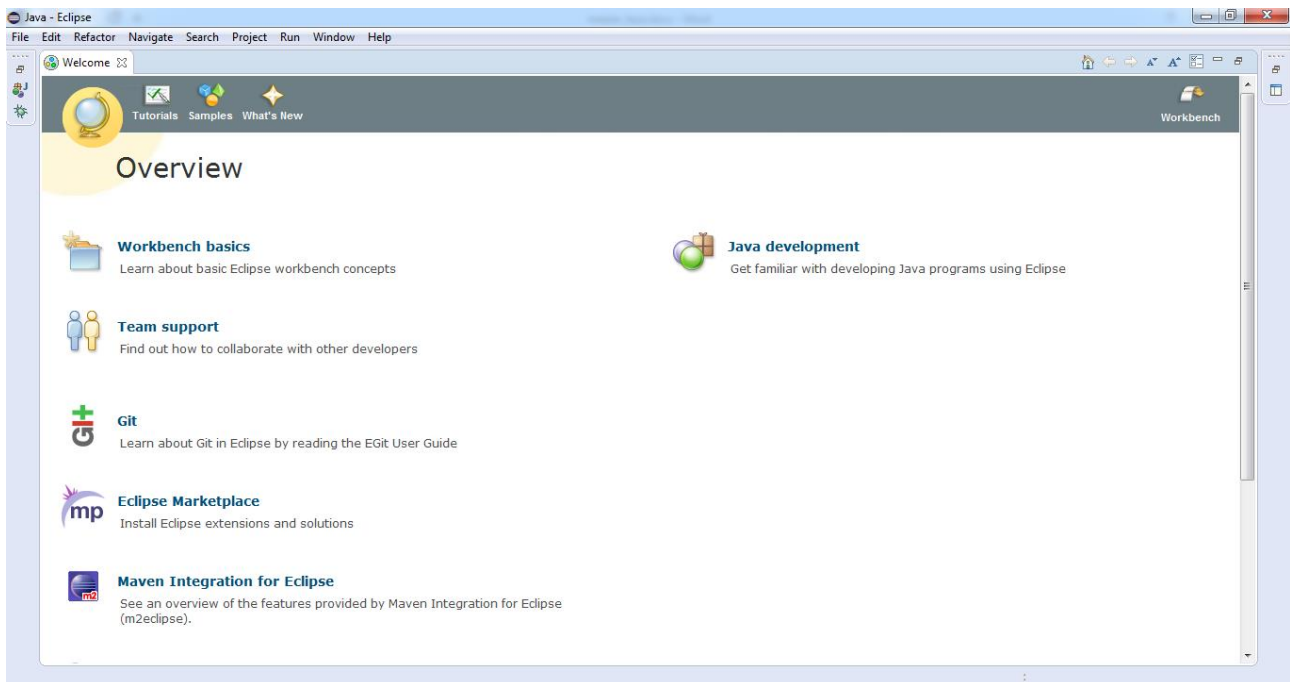 Java - Eclipse
File Edit Refactor Navigate Search Project Run Window Help
Welcome
Tutorials Samples What's New
Workbench
Overview
Workbench basics
Learn about basic Eclipse workbench concepts
Java development
Get familiar with developing Java programs using Eclipse
Team support
Find out how to collaborate with other developers
git
Git
Learn about Git in Eclipse by reading the EGit User Guide
mp
Eclipse Marketplace
Install Eclipse extensions and solutions
m2
Maven Integration for Eclipse
See an overview of the features provided by Maven Integration for Eclipse
(m2eclipse).